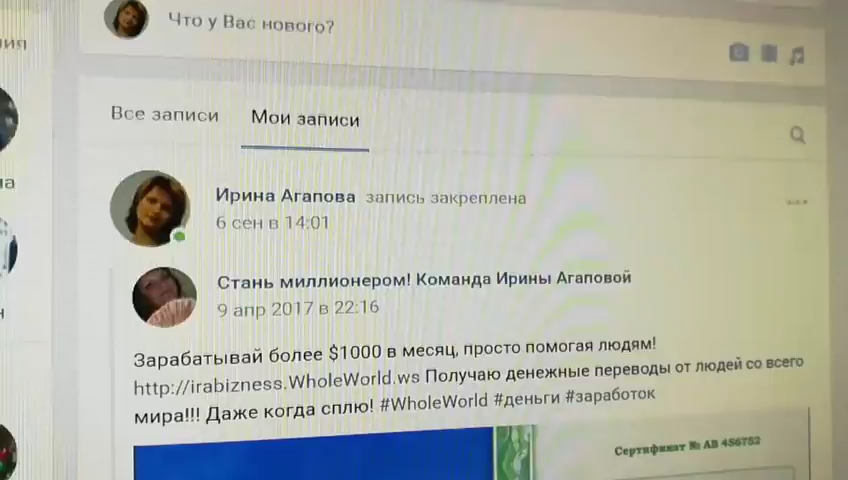 Что у Вас нового?
ия
Все записи
Мои записи
а
Ирина Агапова запись закреплена
6 сен в 14:01
Стань миллионером! Команда Ирины Агаповой
9 апр 2017 в 22:16
н
Зарабатывай более $1000 в месяц, просто помогая людям!
http://irabizness.WholeWorld.ws Получаю денежные переводы от людей со всего
мира!!! Даже когда сплю! #WholeWorld #деньги #заработок
Сертификат № АВ 456752